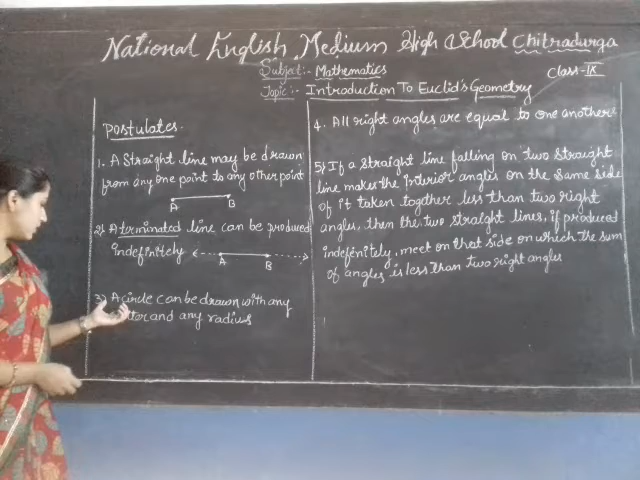 National English Medium High School Chitradurga
Subject:- Mathematics
Class-IX
Topic:- Introduction To Euclid's Geometry
Postulates.
1. A Straight line may be drawn
from any one point to any other point
A B
2) A terminated line can be produced
indefinitely
A B
3) A circle can be drawn with any
and any radius
4. All right angles are equal to one another
5) If a straight line falling on two straight
line makes the interior angles on the same side
of it taken together less than two right
angles, then the two straight lines, if produced
indefinitely, meet on that side on which the sum
of angles is less than two right angles